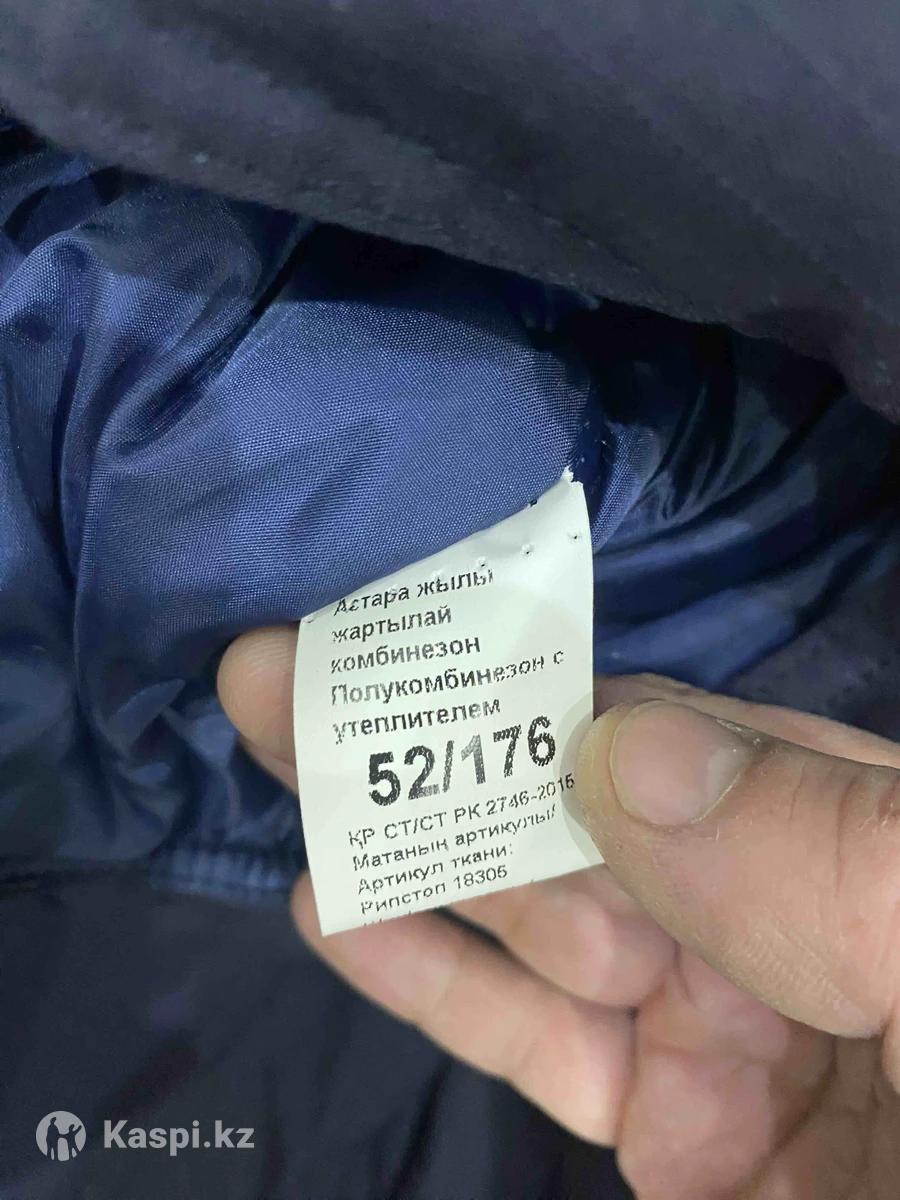 Астара жылы
жартылай
комбинезон
Полукомбинезон с
утеплителем
52/176
ҚР СТ/СТ РК 2746-2015
Матаның артикулы/
Артикул ткани:
Рипстоп 18305
Kaspi.kz